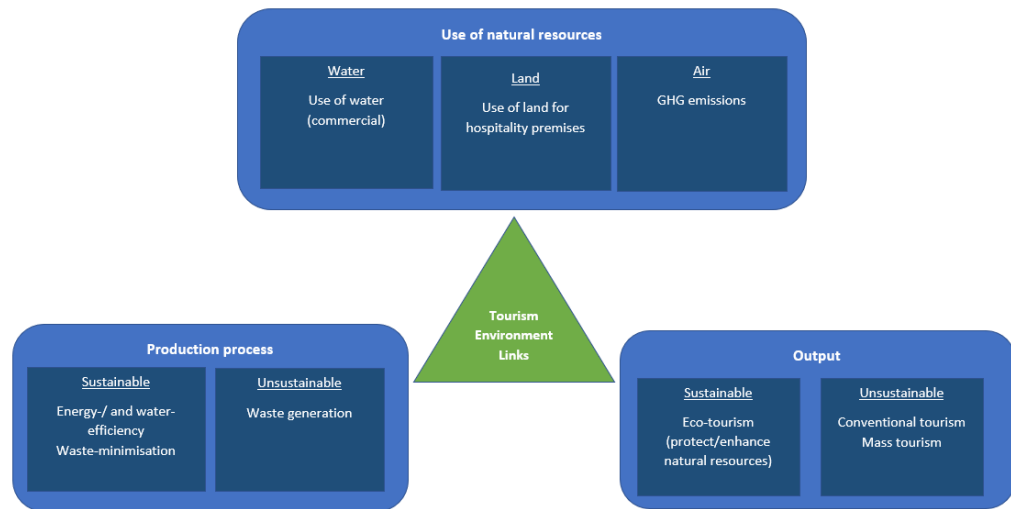 Use of natural resources
Water
Use of water
(commercial)
Land
Use of land for
hospitality premises
Air
GHG emissions
Tourism
Environment
Links
Production process
Sustainable
Energy-/ and water-
efficiency
Waste-minimisation
Unsustainable
Waste generation
Output
Sustainable
Eco-tourism
(protect/enhance
natural resources)
Unsustainable
Conventional tourism
Mass tourism